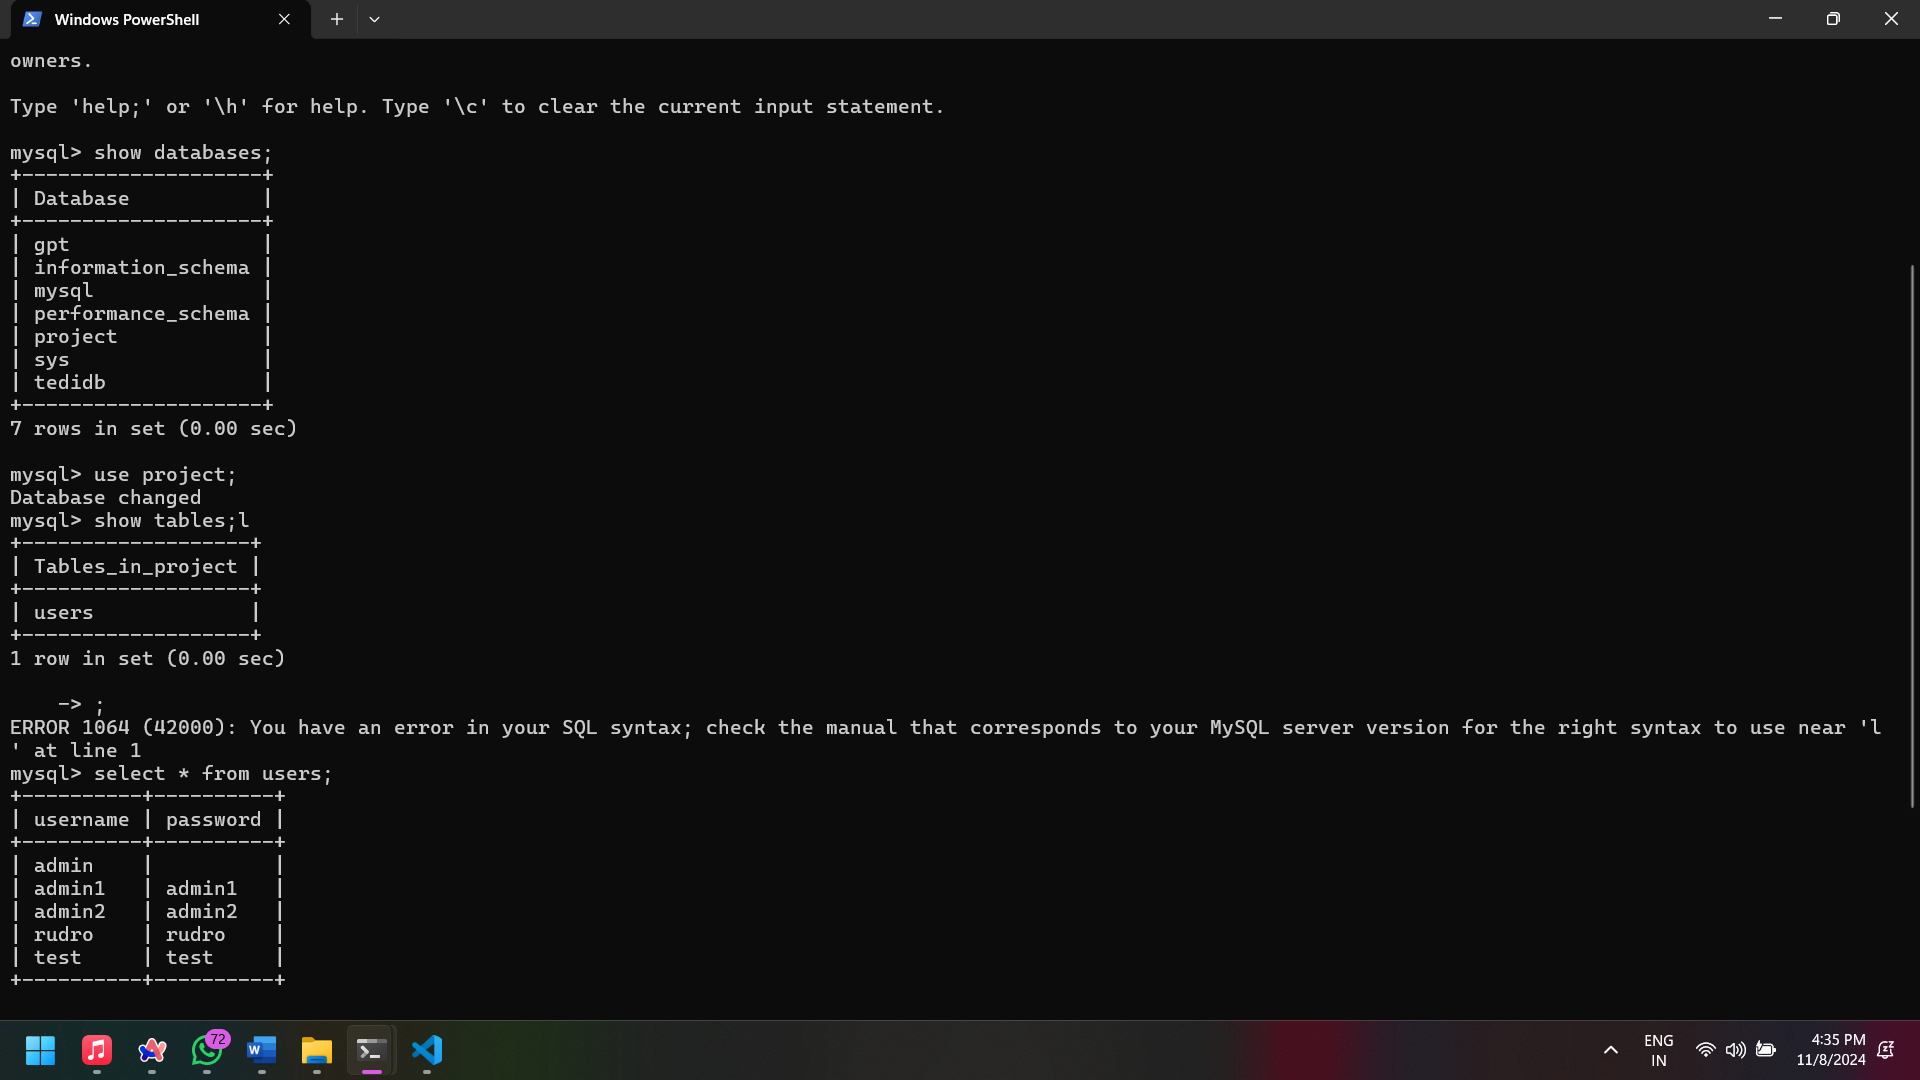 Windows PowerShell
owners.
Type 'help;' or '\h' for help. Type '\c' to clear the current input statement.
mysql> show databases;
+--------------------+
| Database           |
+--------------------+
| gpt                |
| information_schema |
| mysql              |
| performance_schema |
| project            |
| sys                |
| tedidb             |
+--------------------+
7 rows in set (0.00 sec)
mysql> use project;
Database changed
mysql> show tables;l
+-------------------+
| Tables_in_project |
+-------------------+
| users             |
+-------------------+
1 row in set (0.00 sec)
    -> ;
ERROR 1064 (42000): You have an error in your SQL syntax; check the manual that corresponds to your MySQL server version for the right syntax to use near 'l
' at line 1
mysql> select * from users;
+----------+----------+
| username | password |
+----------+----------+
| admin    |          |
| admin1   | admin1   |
| admin2   | admin2   |
| rudro    | rudro    |
| test     | test     |
+----------+----------+
72
W
ENG
IN
4:35 PM
11/8/2024